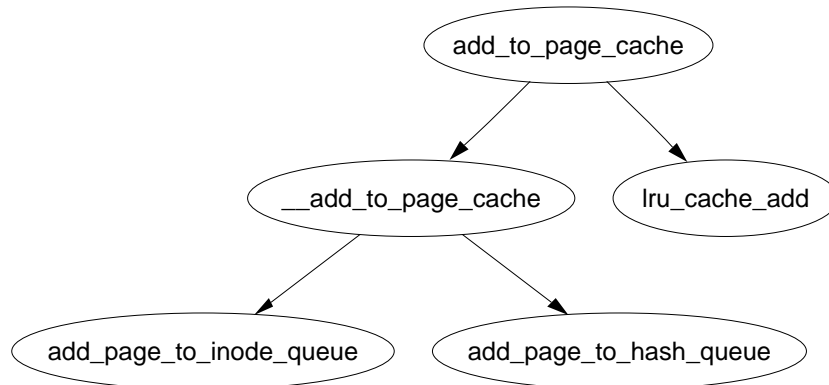 add_to_page_cache
__add_to_page_cache
lru_cache_add
add_page_to_inode_queue
add_page_to_hash_queue